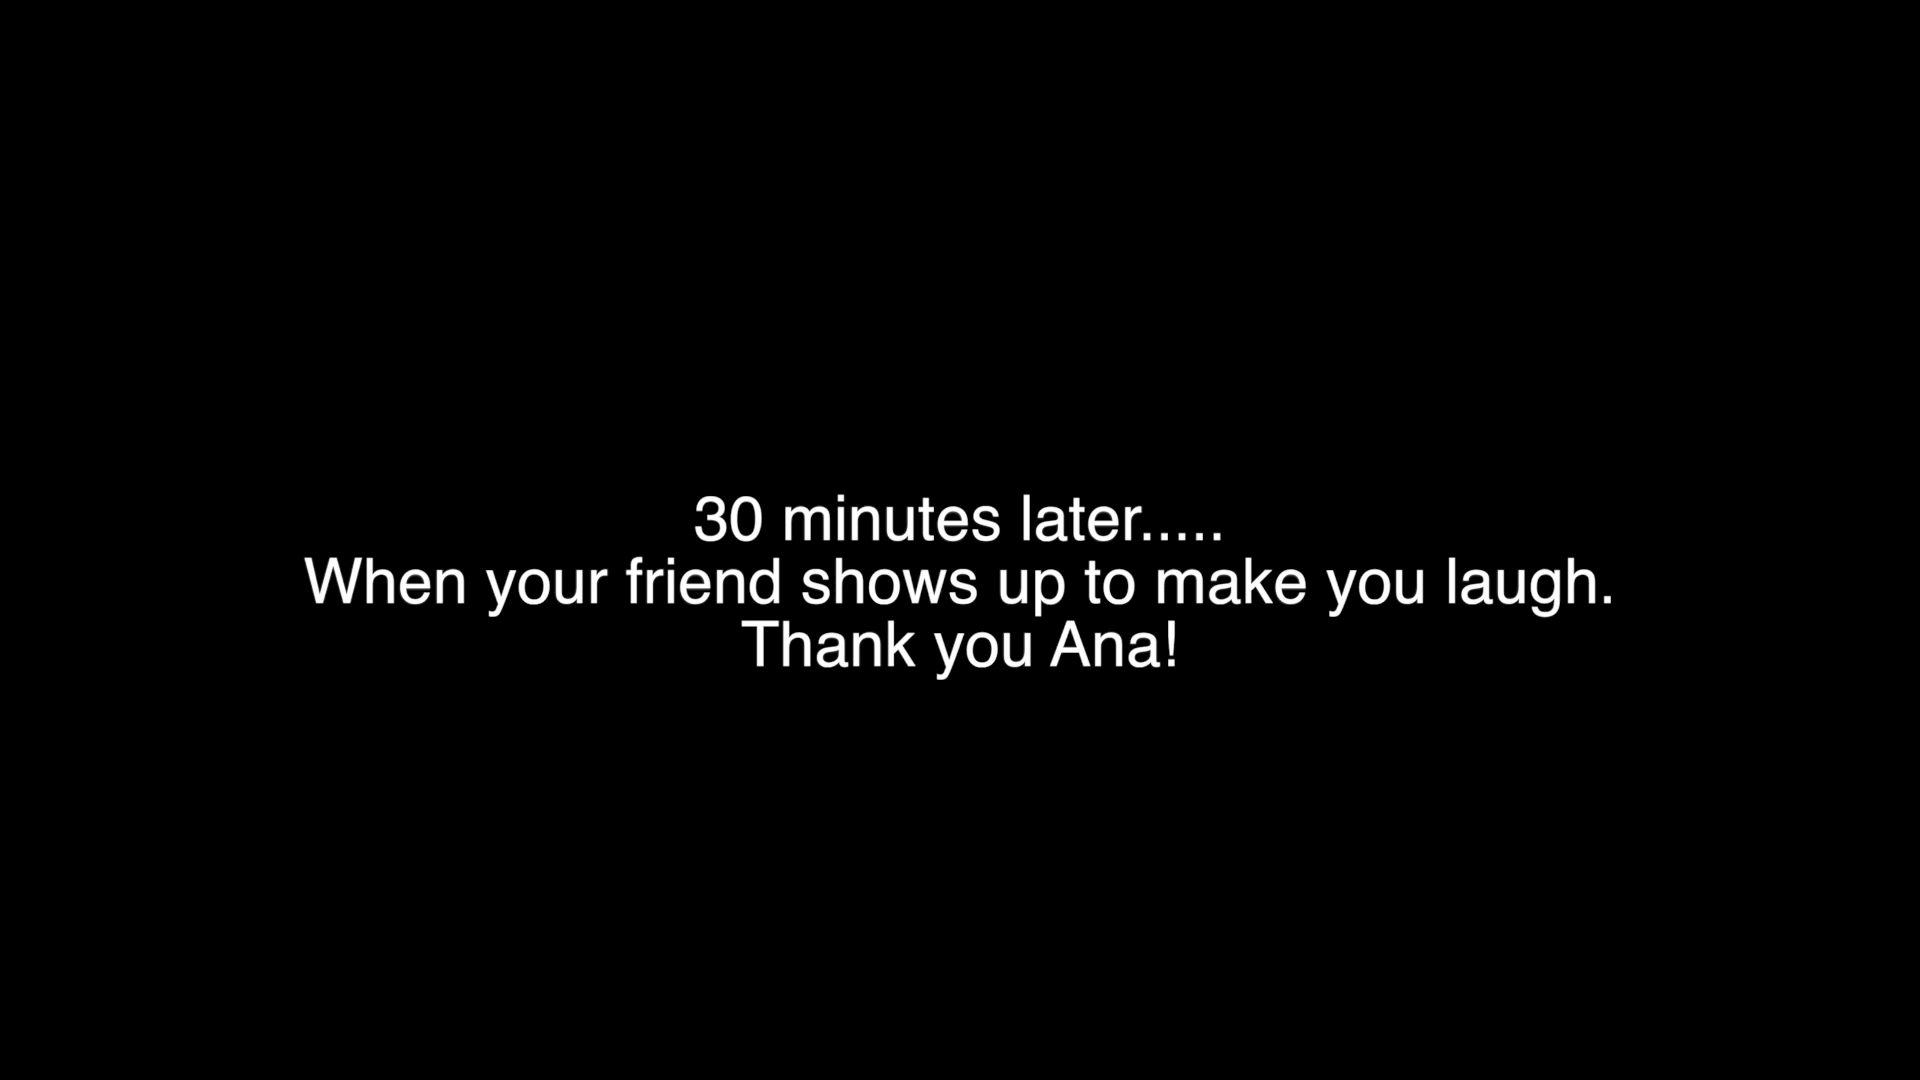 30 minutes later.....
When your friend shows up to make you laugh.
Thank you Ana!